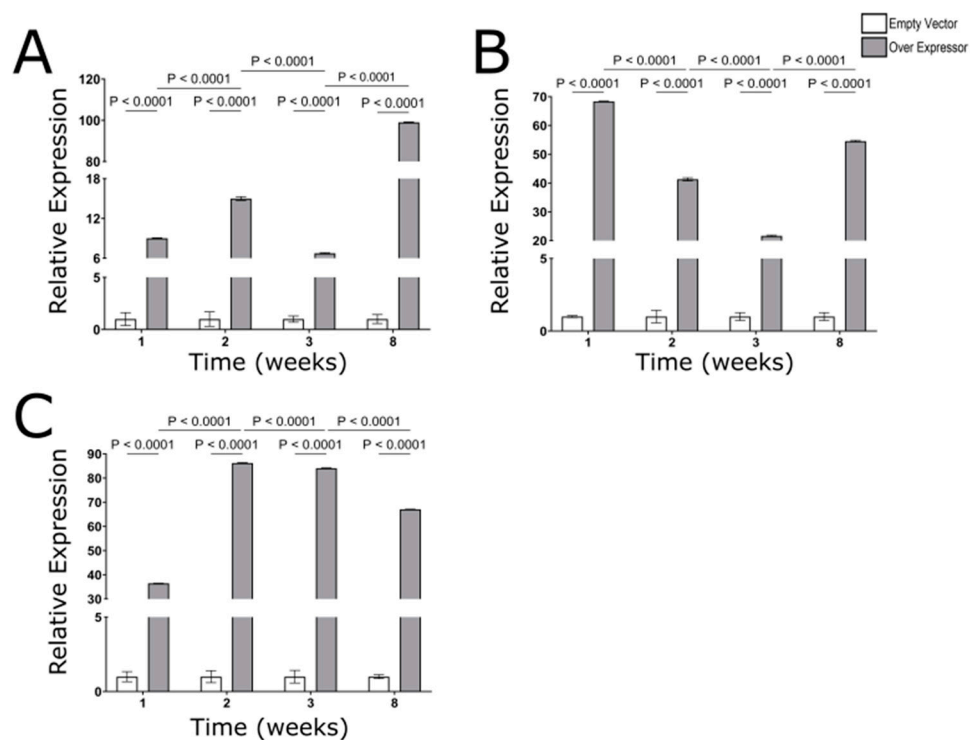 Empty Vector
Over Expressor
A
P < 0.0001
P < 0.0001 P < 0.0001
P < 0.0001 P < 0.0001 P < 0.0001 P < 0.0001
120
100
80
18
12
6
5
0
Relative Expression
1 2 3 8
Time (weeks)
B
P < 0.0001 P < 0.0001 P < 0.0001
P < 0.0001 P < 0.0001 P < 0.0001 P < 0.0001
70
60
50
40
30
20
5
0
Relative Expression
1 2 3 8
Time (weeks)
C
P < 0.0001 P < 0.0001 P < 0.0001
P < 0.0001 P < 0.0001 P < 0.0001 P < 0.0001
90
80
70
60
50
40
30
5
0
Relative Expression
1 2 3 8
Time (weeks)